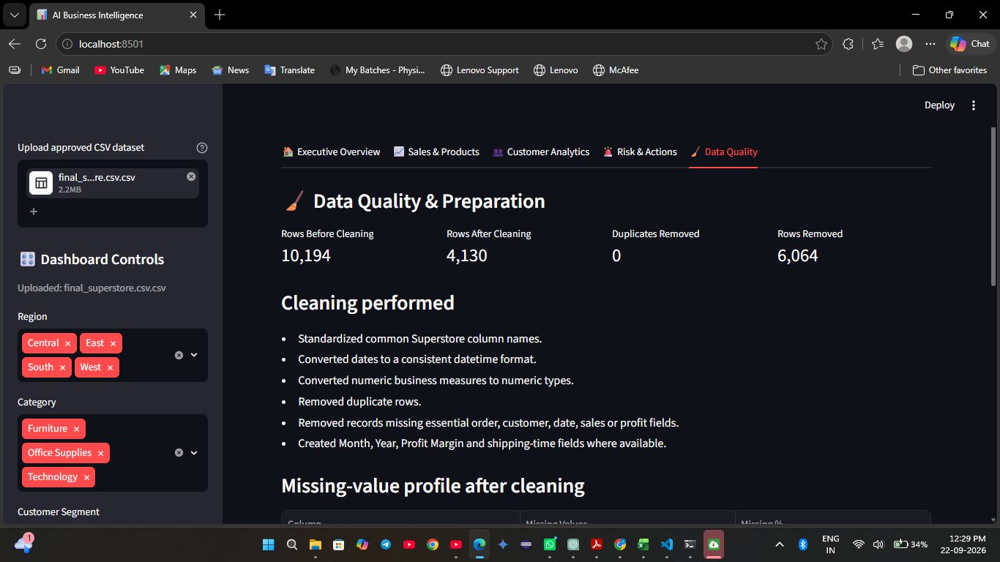 AI Business Intelligence
localhost:8501
Chat
Gmail
YouTube
Maps
News
Translate
My Batches - Physi...
Lenovo Support
Lenovo
McAfee
Other favorites
Deploy
Upload approved CSV dataset
final_s...re.csv.csv
2.2MB
Dashboard Controls
Uploaded: final_superstore.csv.csv
Region
Central
East
South
West
Category
Furniture
Office Supplies
Technology
Customer Segment
Executive Overview
Sales & Products
Customer Analytics
Risk & Actions
Data Quality
Data Quality & Preparation
Rows Before Cleaning
10,194
Rows After Cleaning
4,130
Duplicates Removed
0
Rows Removed
6,064
Cleaning performed
• Standardized common Superstore column names.
• Converted dates to a consistent datetime format.
• Converted numeric business measures to numeric types.
• Removed duplicate rows.
• Removed records missing essential order, customer, date, sales or profit fields.
• Created Month, Year, Profit Margin and shipping-time fields where available.
Missing-value profile after cleaning
Column
Missing Values
Missing %
1
ENG
IN
34%
12:29 PM
22-09-2026